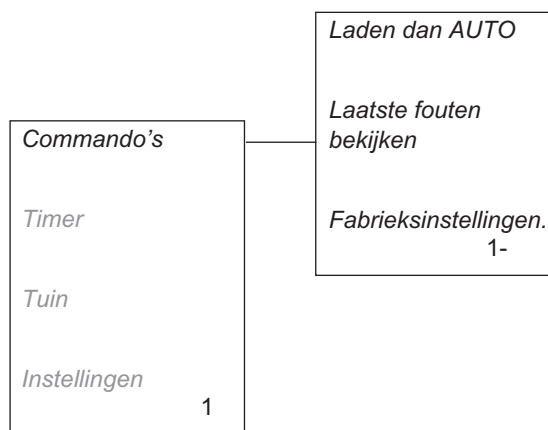 Commando's
Timer
Tuin
Instellingen
1
Laden dan AUTO
Laatste fouten
bekijken
Fabrieksinstellingen.
1-